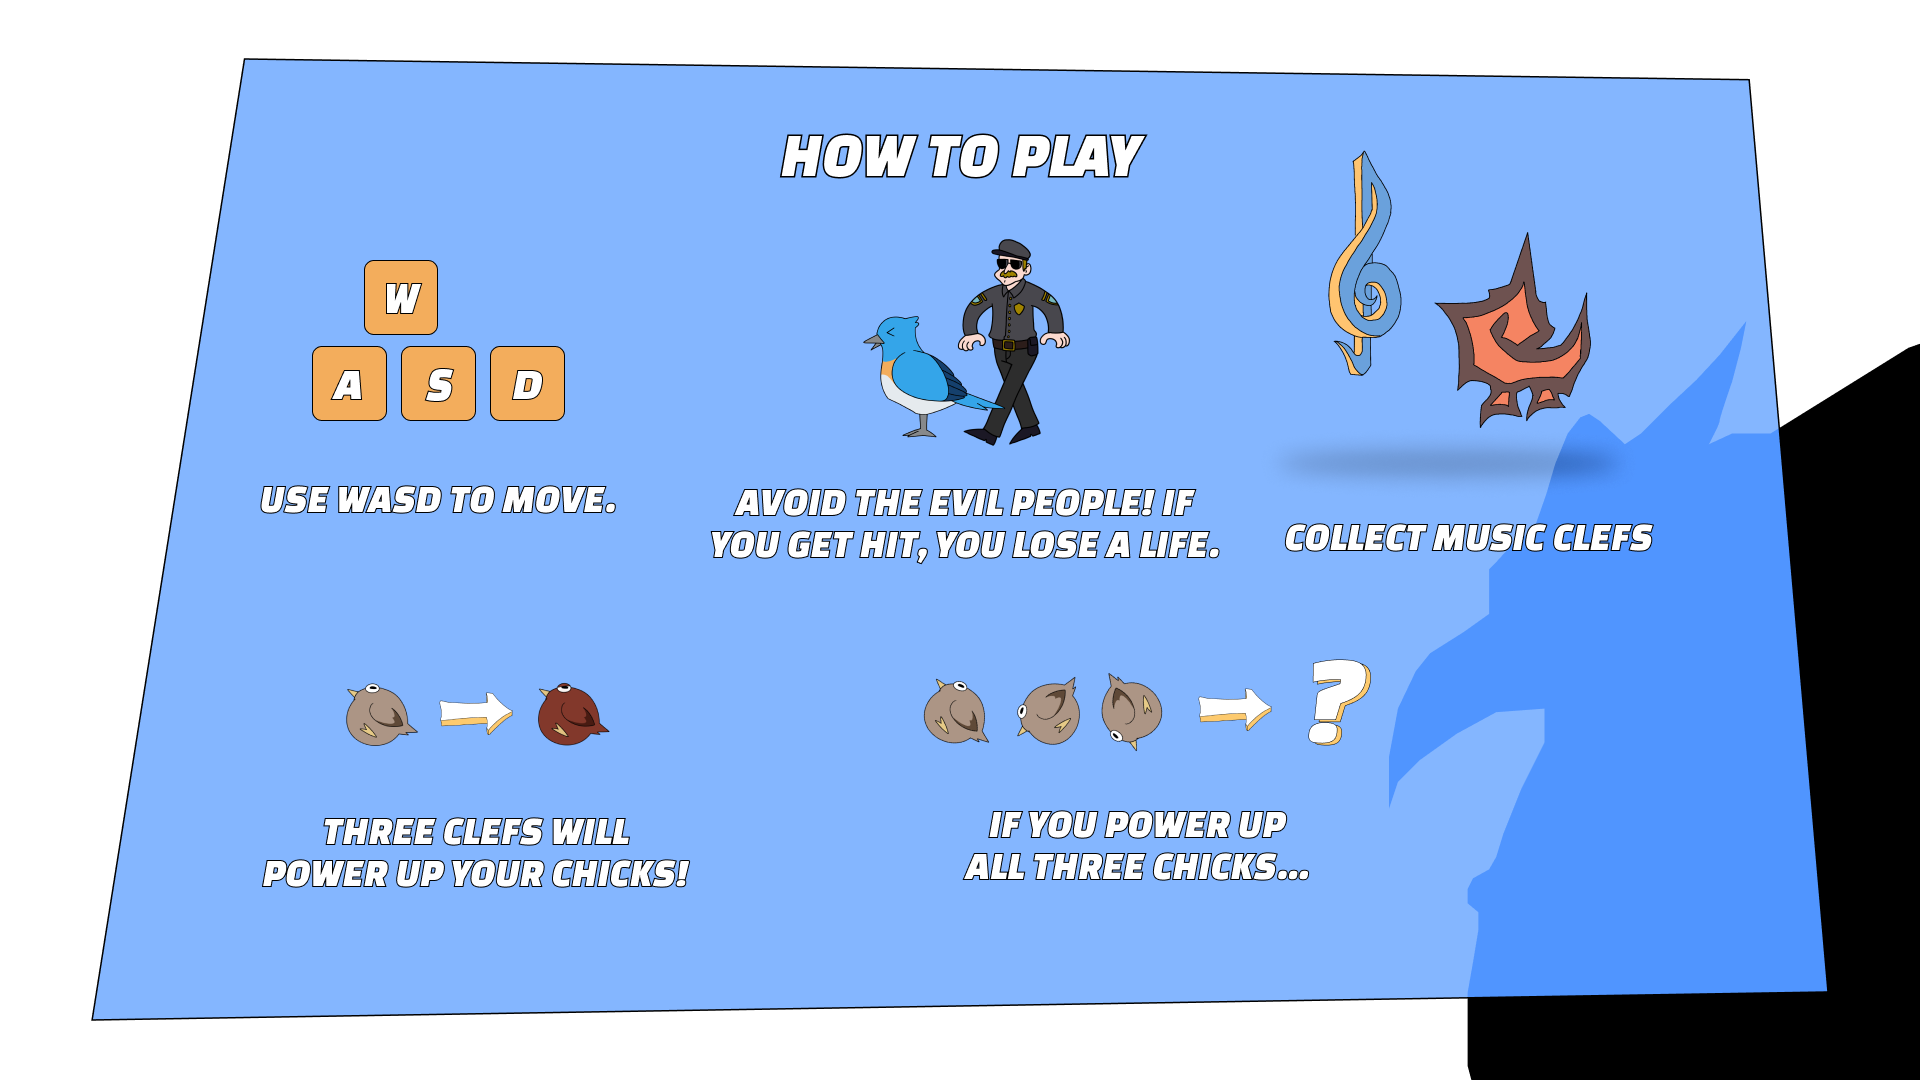 HOW TO PLAY
W
A S D
USE WASD TO MOVE.
AVOID THE EVIL PEOPLE! IF
YOU GET HIT, YOU LOSE A LIFE.
COLLECT MUSIC CLEFS
THREE CLEFS WILL
POWER UP YOUR CHICKS!
?
IF YOU POWER UP
ALL THREE CHICKS...